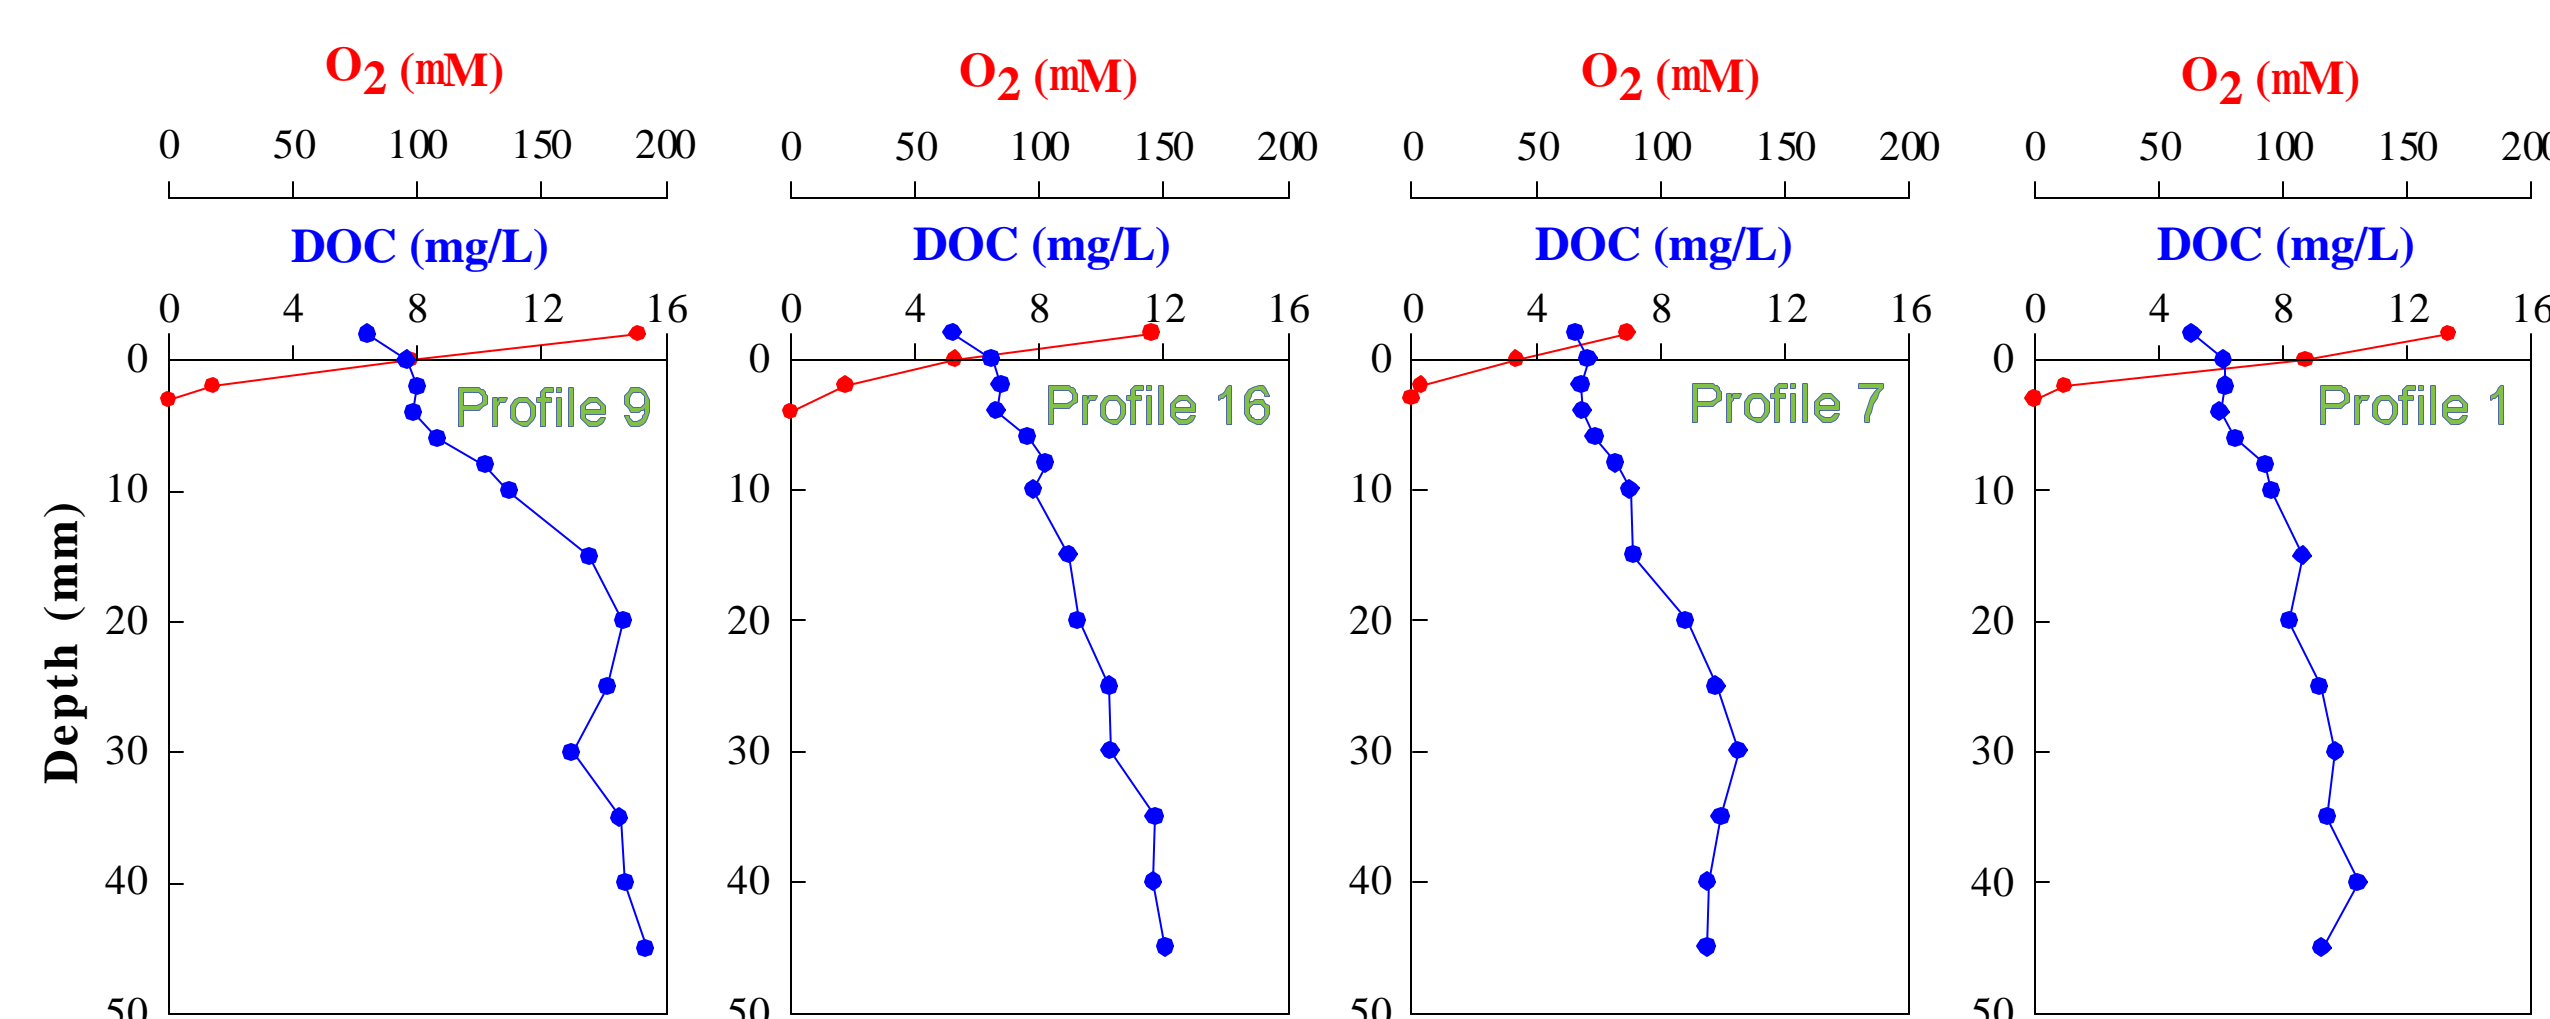 O2 (mM) O2 (mM) O2 (mM) O2 (mM)
0 50 100 150 200 0 50 100 150 200 0 50 100 150 200 0 50 100 150 200
DOC (mg/L) DOC (mg/L) DOC (mg/L) DOC (mg/L)
0 4 8 12 16 0 4 8 12 16 0 4 8 12 16 0 4 8 12 16
0 0 0 0
Profile 9 Profile 16 Profile 7 Profile 1
10 10 10 10
20 20 20 20
Depth (mm)
30 30 30 30
40 40 40 40
50 50 50 50